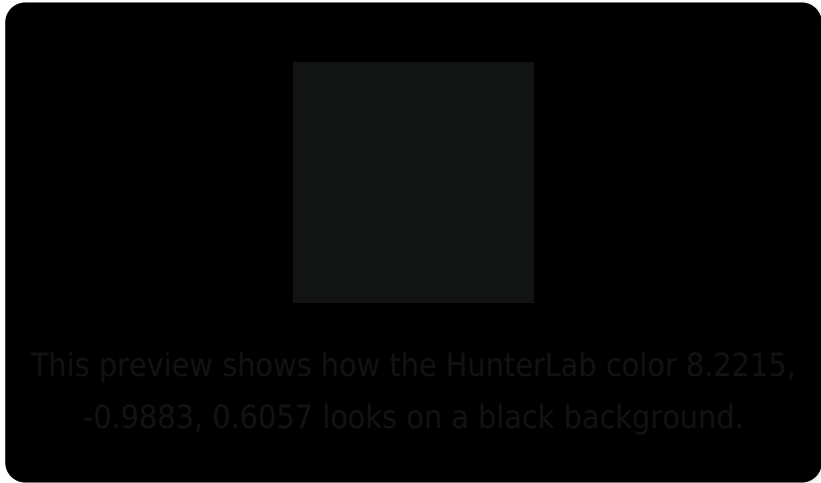 This preview shows how the HunterLab color 8.2215,
-0.9883, 0.6057 looks on a black background.